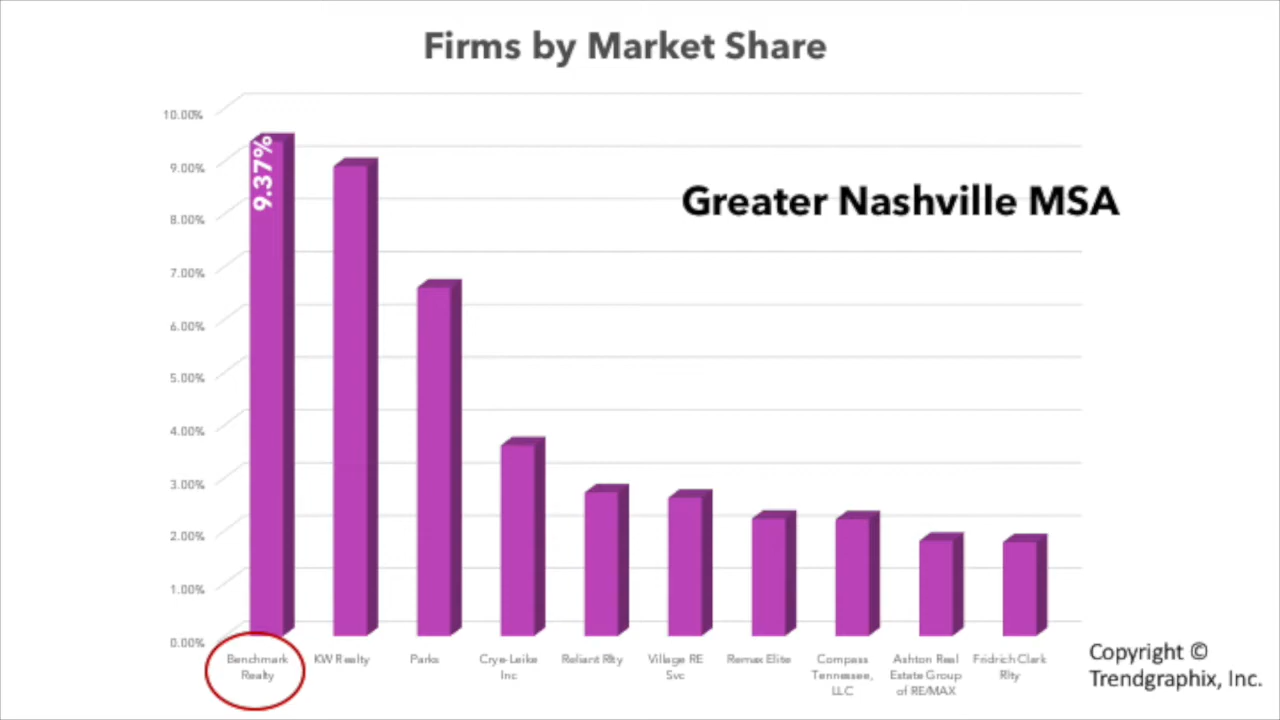 Firms by Market Share
10.00%
9.00%
8.00%
7.00%
6.00%
5.00%
4.00%
3.00%
2.00%
1.00%
0.00%
9.37%
Greater Nashville MSA
Benchmark
Realty
KW Realty
Parks
Crye-Leike
Inc
Reliant Rlty
Village RE
Svc
Remax Elite
Compass
Tennessee,
LLC
Ashton Real
Estate Group
of RE/MAX
Fridrich Clark
Rlty
Copyright ©
Trendgraphix, Inc.